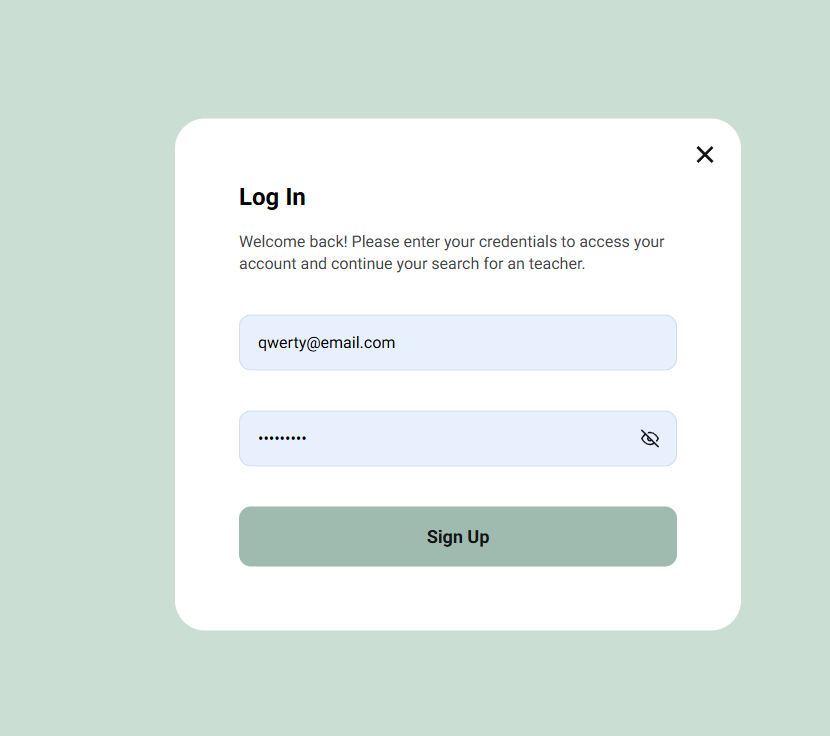 Log In
Welcome back! Please enter your credentials to access your
account and continue your search for an teacher.
qwerty@email.com
•••••••••
Sign Up